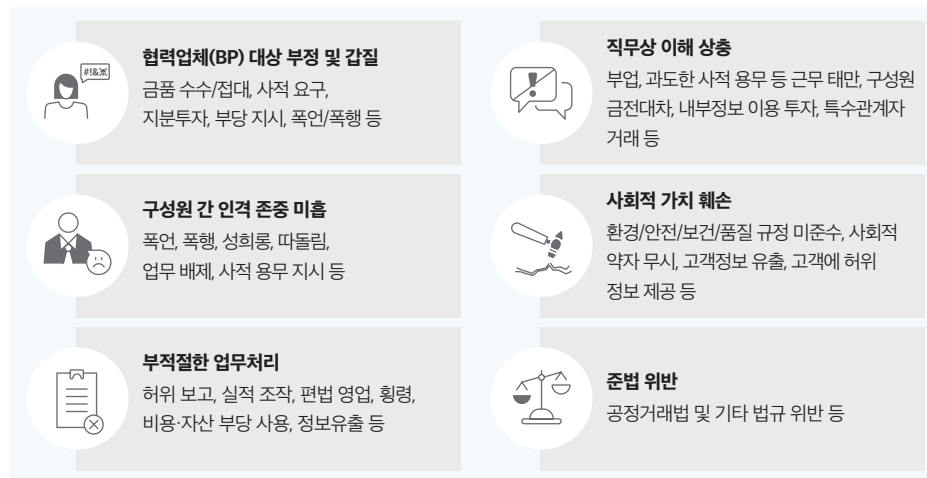 #!&※
협력업체(BP) 대상 부정 및 갑질
금품 수수/접대, 사적 요구,
지분투자, 부당 지시, 폭언/폭행 등
직무상 이해 상충
부업, 과도한 사적 용무 등 근무 태만, 구성원
금전대차, 내부정보 이용 투자, 특수관계자
거래 등
구성원 간 인격 존중 미흡
폭언, 폭행, 성희롱, 따돌림,
업무 배제, 사적 용무 지시 등
사회적 가치 훼손
환경/안전/보건/품질 규정 미준수, 사회적
약자 무시, 고객정보 유출, 고객에 허위
정보 제공 등
부적절한 업무처리
허위 보고, 실적 조작, 편법 영업, 횡령,
비용·자산 부당 사용, 정보유출 등
준법 위반
공정거래법 및 기타 법규 위반 등